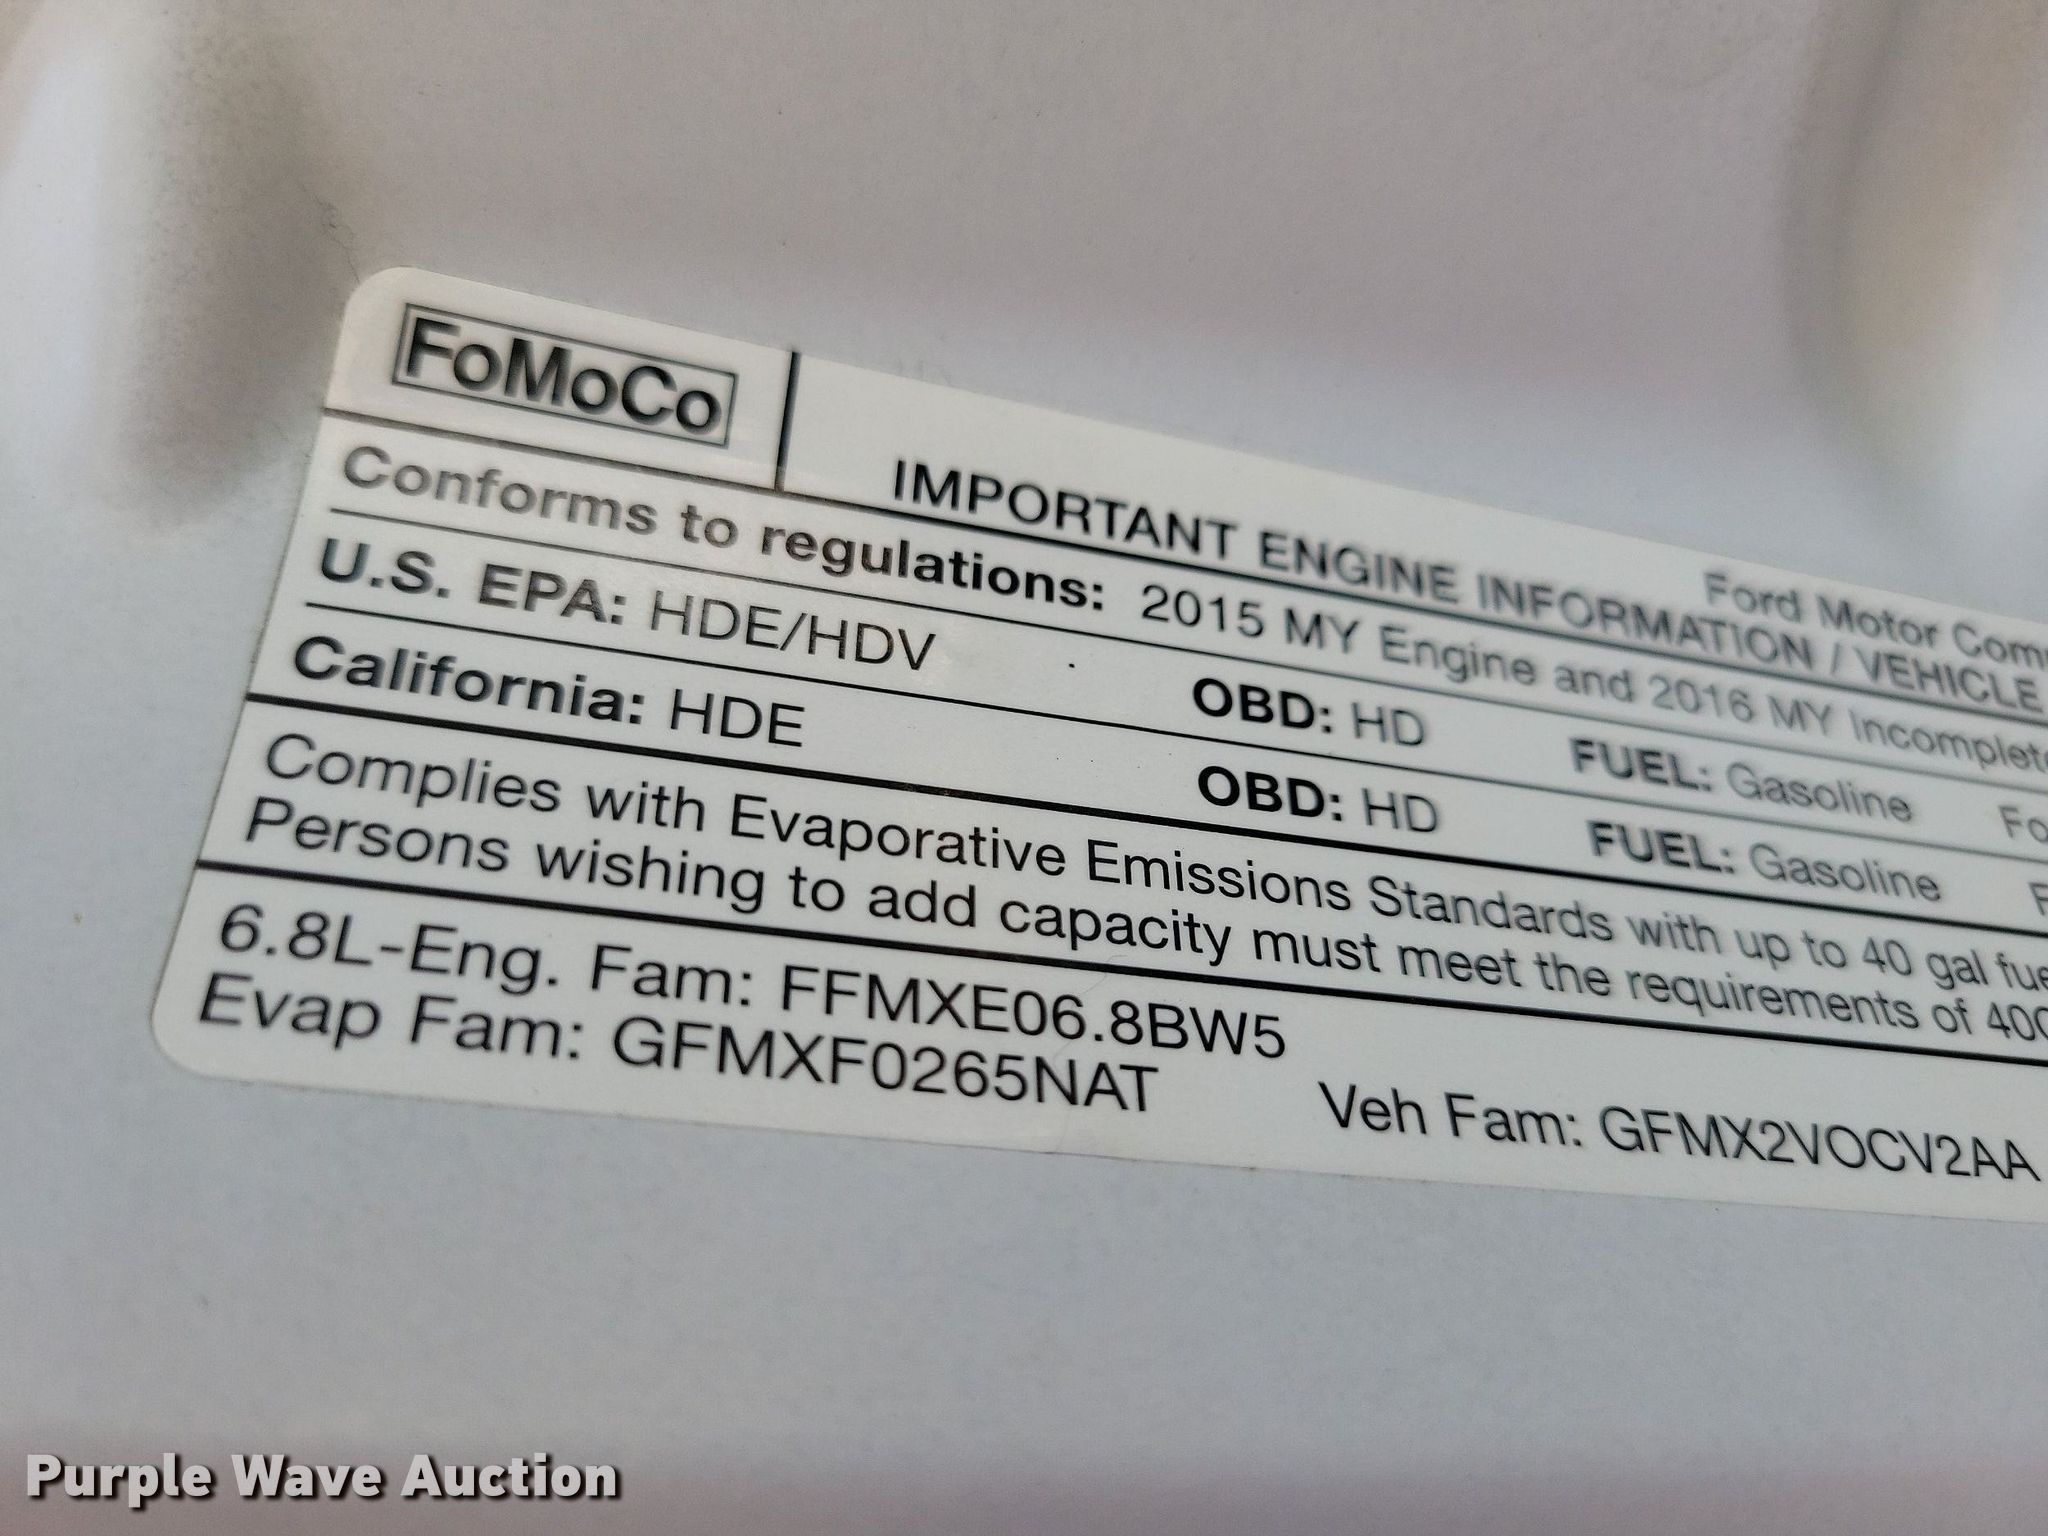 FoMoCo
Ford Motor
IMPORTANT ENGINE INFORMATION / VEHICLE
Conforms to regulations: 2015 MY Engine and 2016 MY
U.S. EPA: HDE/HDV OBD: HD FUEL: Gasoline
California: HDE OBD: HD FUEL: Gasoline
Complies with Evaporative Emissions Standards with up to 40 gal
Persons wishing to add capacity must meet the requirements of
6.8L-Eng. Fam: FFMXE06.8BW5
Evap Fam: GFMXF0265NAT Veh Fam: GFMX2VOCV2AA
Purple Wave Auction